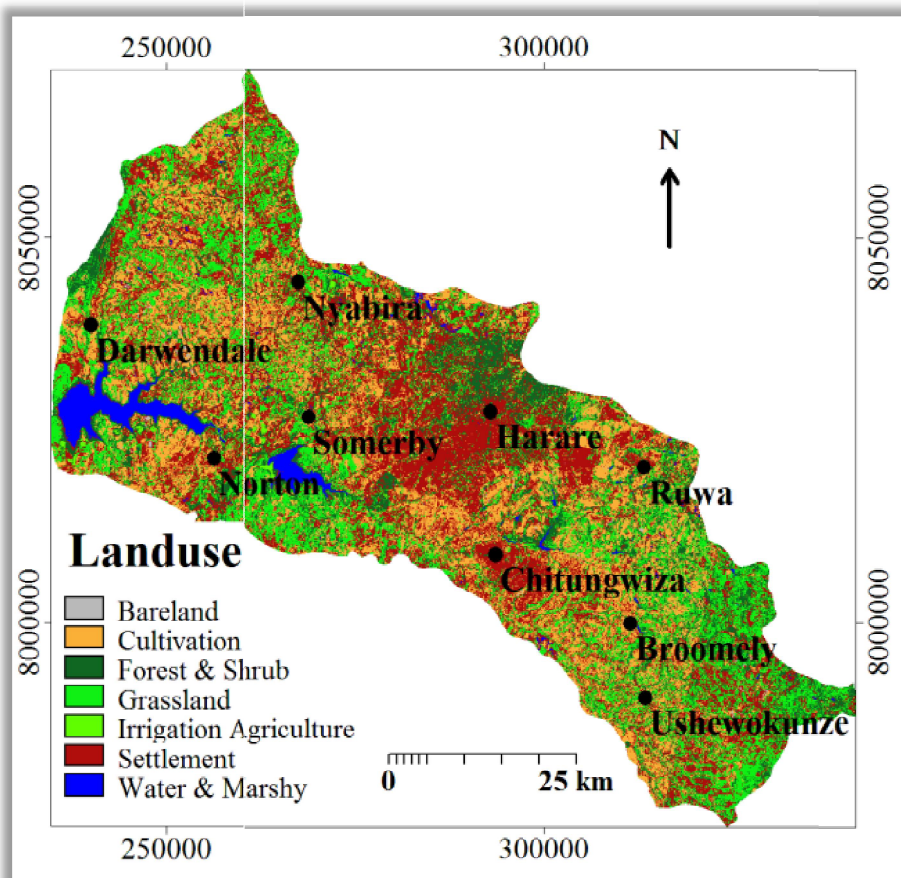 250000 300000
N
8050000 8050000
Nyabira
Darwendale
Somerby
Harare
Norton
Ruwa
Landuse
Chitungwiza
Bareland
Cultivation
8000000 8000000
Broomely
Forest & Shrub
Grassland
Ushewokunze
Irrigation Agriculture
Settlement
Water & Marshy
0 25 km
250000 300000